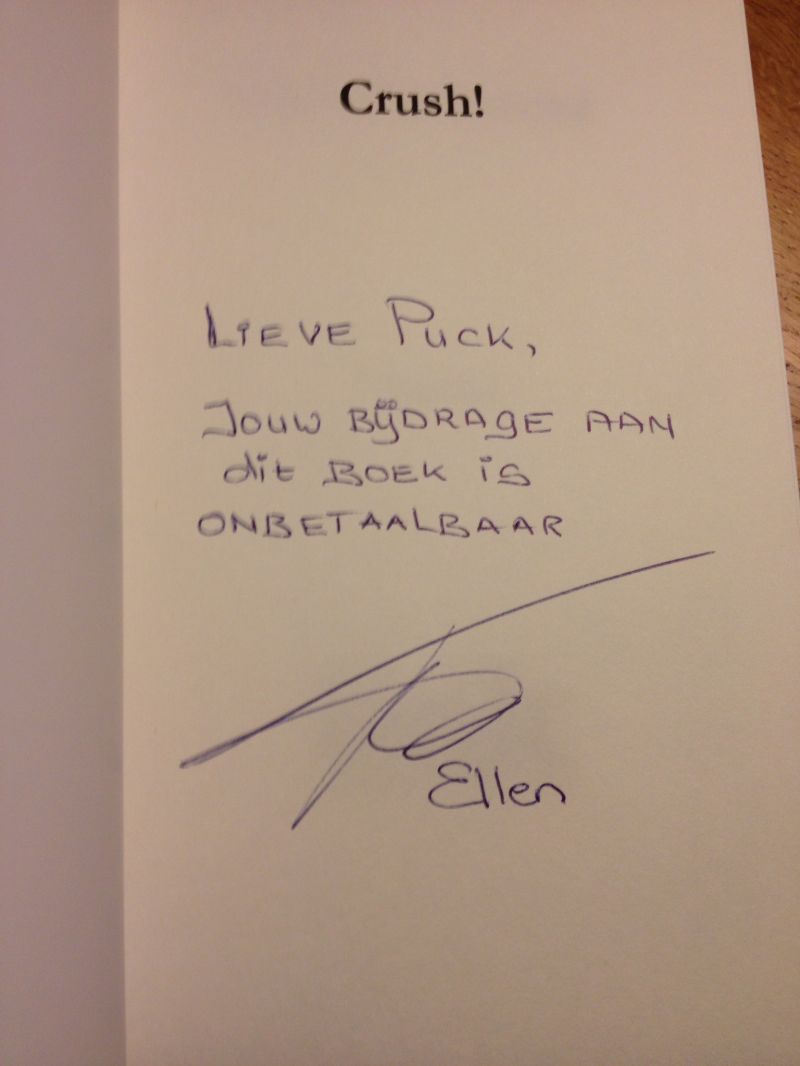 Crush!
LIEVE PUCK,
JOUW BIJDRAGE AAN
dit BOEK is
ONBETAALBAAR
Ellen